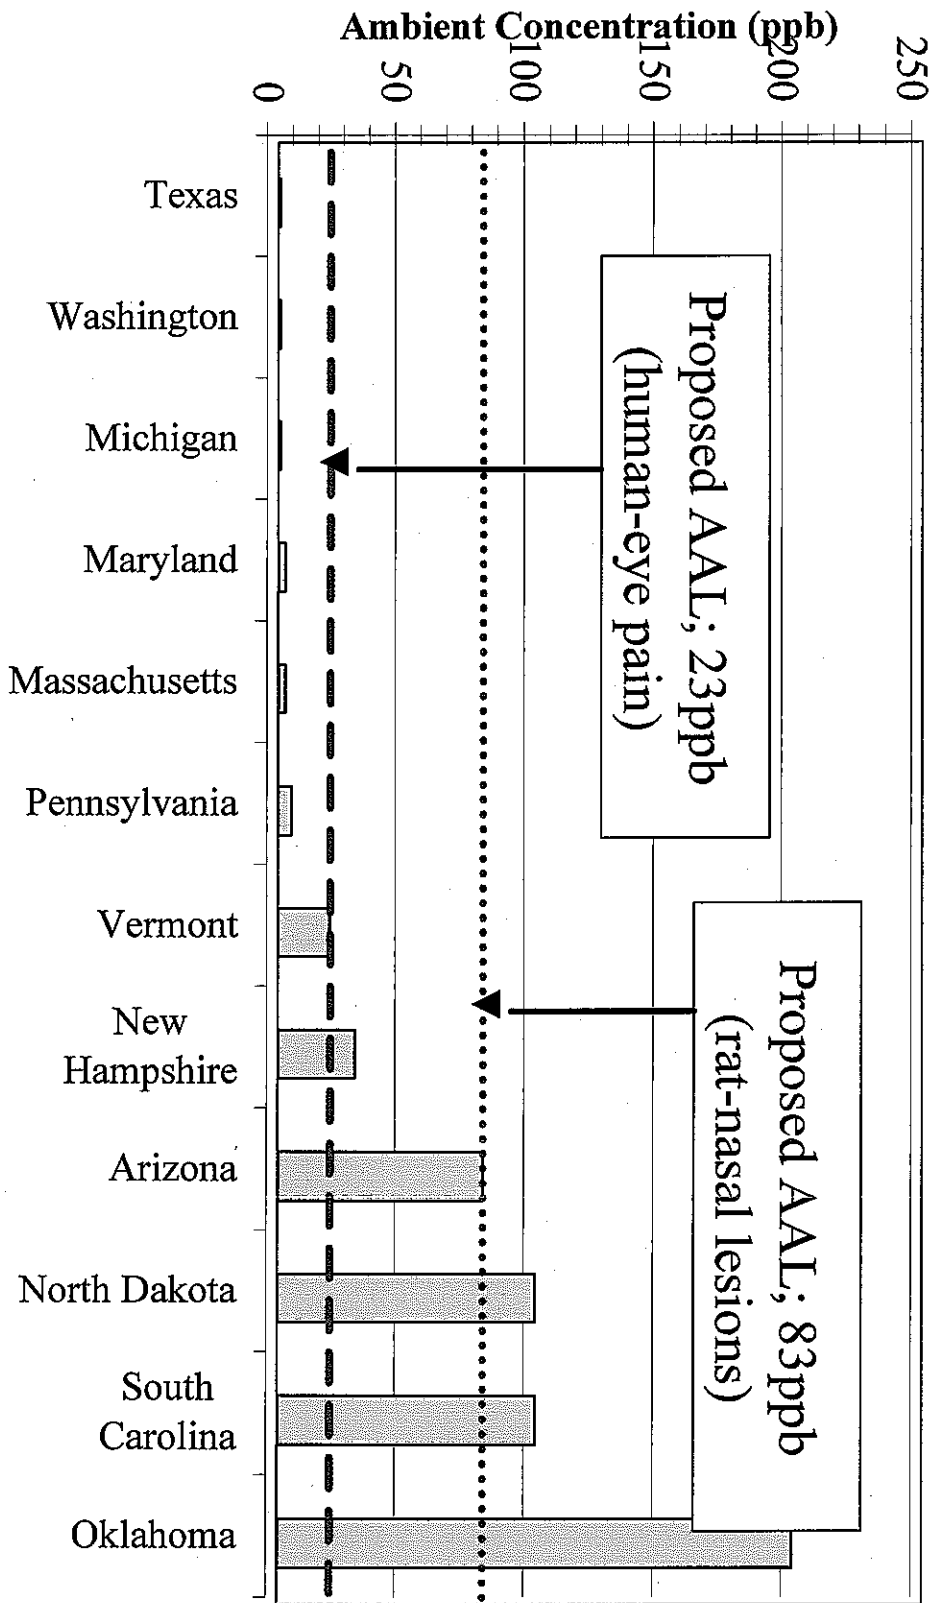 Ambient Concentration (ppb)
250
200
150
100
50
0
Proposed AAL; 23ppb
(human-eye pain)
Proposed AAL; 83ppb
(rat-nasal lesions)
Texas
Washington
Michigan
Maryland
Massachusetts
Pennsylvania
Vermont
New
Hampshire
Arizona
North Dakota
South
Carolina
Oklahoma